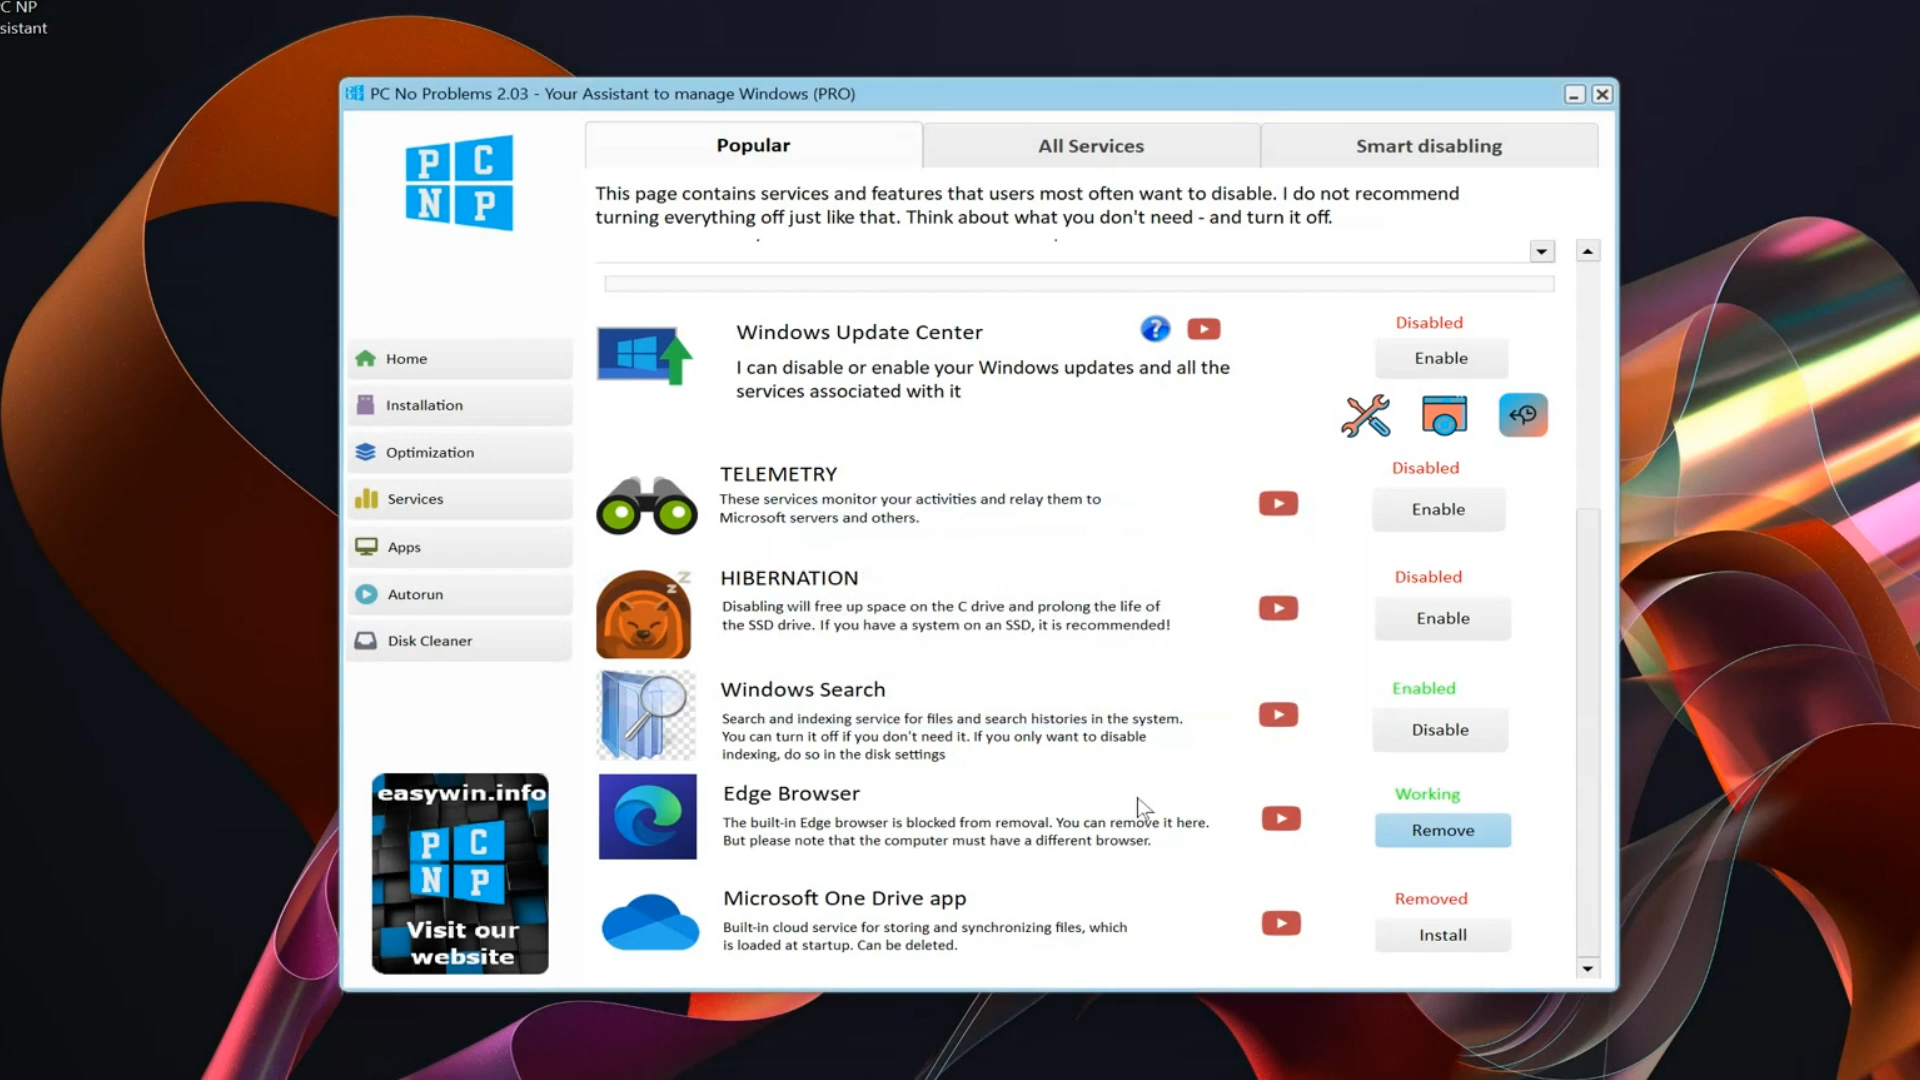 C NP
sistant
PC No Problems 2.03 - Your Assistant to manage Windows (PRO)
P C
N P
Popular
All Services
Smart disabling
This page contains services and features that users most often want to disable. I do not recommend
turning everything off just like that. Think about what you don't need - and turn it off.
Home
Installation
Optimization
Services
Apps
Autorun
Disk Cleaner
Windows Update Center
?
I can disable or enable your Windows updates and all the
services associated with it
Disabled
Enable
TELEMETRY
These services monitor your activities and relay them to
Microsoft servers and others.
Disabled
Enable
HIBERNATION
Disabling will free up space on the C drive and prolong the life of
the SSD drive. If you have a system on an SSD, it is recommended!
Disabled
Enable
z z
Windows Search
Search and indexing service for files and search histories in the system.
You can turn it off if you don't need it. If you only want to disable
indexing, do so in the disk settings
Enabled
Disable
Edge Browser
The built-in Edge browser is blocked from removal. You can remove it here.
But please note that the computer must have a different browser.
Working
Remove
Microsoft One Drive app
Built-in cloud service for storing and synchronizing files, which
is loaded at startup. Can be deleted.
Removed
Install
easywin.info
P C
N P
Visit our
website